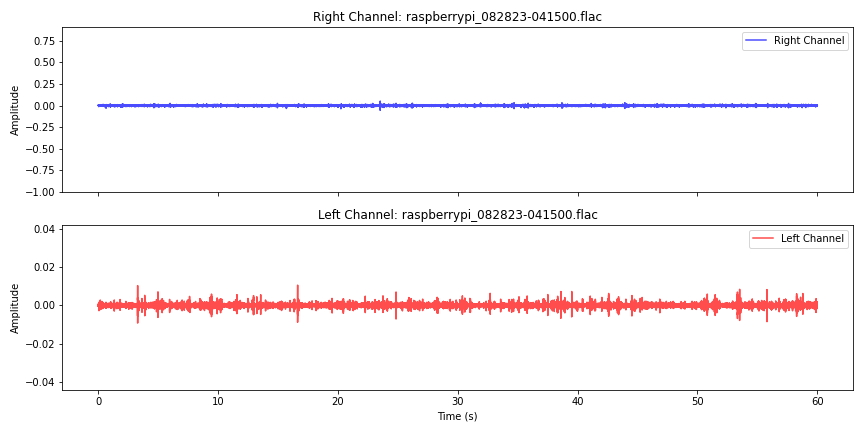 Right Channel: raspberrypi_082823-041500.flac
Right Channel
Amplitude
0.75
0.50
0.25
0.00
−0.25
−0.50
−0.75
−1.00
Left Channel: raspberrypi_082823-041500.flac
Left Channel
Amplitude
0.04
0.02
0.00
−0.02
−0.04
0 10 20 30 40 50 60
Time (s)